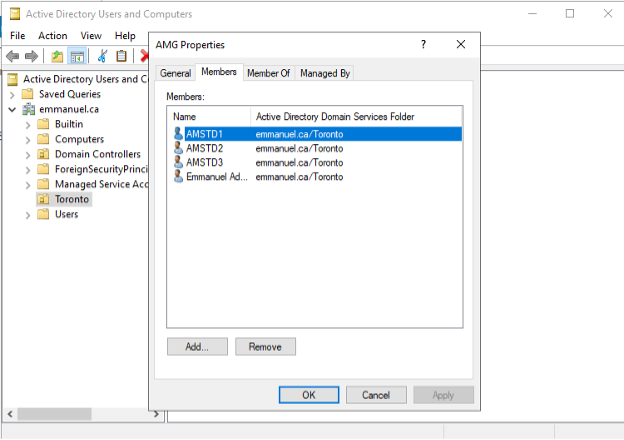 Active Directory Users and Computers
File Action View Help
Active Directory Users and C
Saved Queries
emmanuel.ca
Builtin
Computers
Domain Controllers
ForeignSecurityPrinci
Managed Service Acc
Toronto
Users
AMG Properties
?
General Members Member Of Managed By
Members:
Name Active Directory Domain Services Folder
AMSTD1 emmanuel.ca/Toronto
AMSTD2 emmanuel.ca/Toronto
AMSTD3 emmanuel.ca/Toronto
Emmanuel Ad... emmanuel.ca/Toronto
Add... Remove
OK Cancel Apply